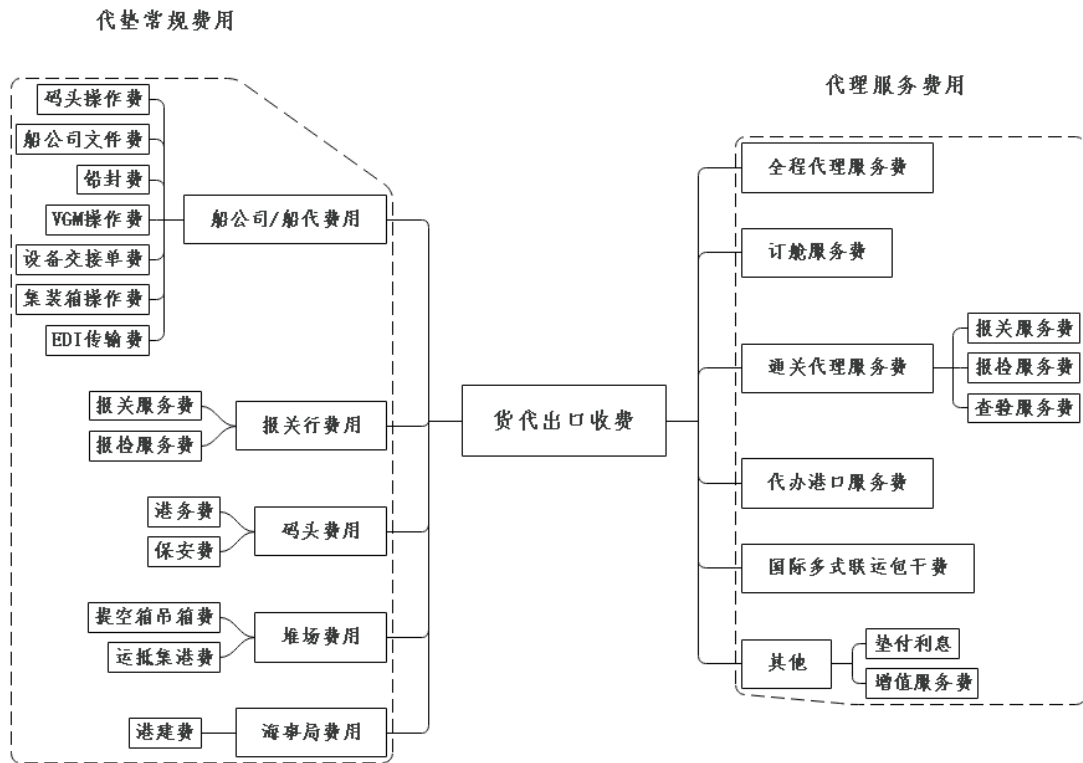 代垫常规费用
代理服务费用
码头操作费
船公司文件费
铅封费
VGM操作费
设备交接单费
集装箱操作费
EDI传输费
船公司/船代费用
报关服务费
报检服务费
报关行费用
港务费
保安费
码头费用
提空箱吊箱费
运抵集港费
堆场费用
港建费
海事局费用
货代出口收费
全程代理服务费
订舱服务费
通关代理服务费
报关服务费
报检服务费
查验服务费
代办港口服务费
国际多式联运包干费
其他
垫付利息
增值服务费